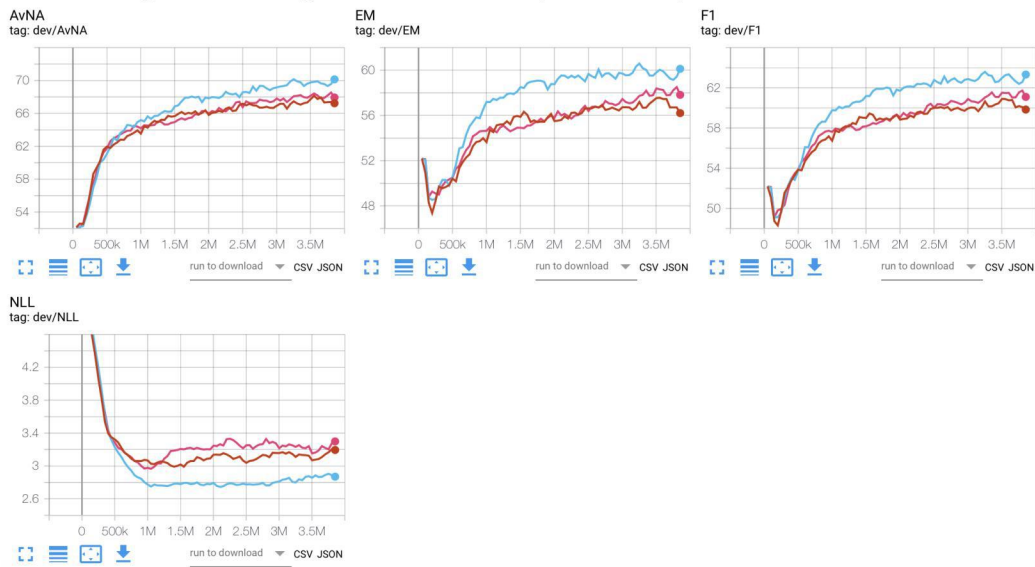 AvNA
tag: dev/AvNA
70
66
62
58
54
0 500k 1M 1.5M 2M 2.5M 3M 3.5M
run to download CSV JSON
EM
tag: dev/EM
60
56
52
48
0 500k 1M 1.5M 2M 2.5M 3M 3.5M
run to download CSV JSON
F1
tag: dev/F1
62
58
54
50
0 500k 1M 1.5M 2M 2.5M 3M 3.5M
run to download CSV JSON
NLL
tag: dev/NLL
4.2
3.8
3.4
3
2.6
0 500k 1M 1.5M 2M 2.5M 3M 3.5M
run to download CSV JSON